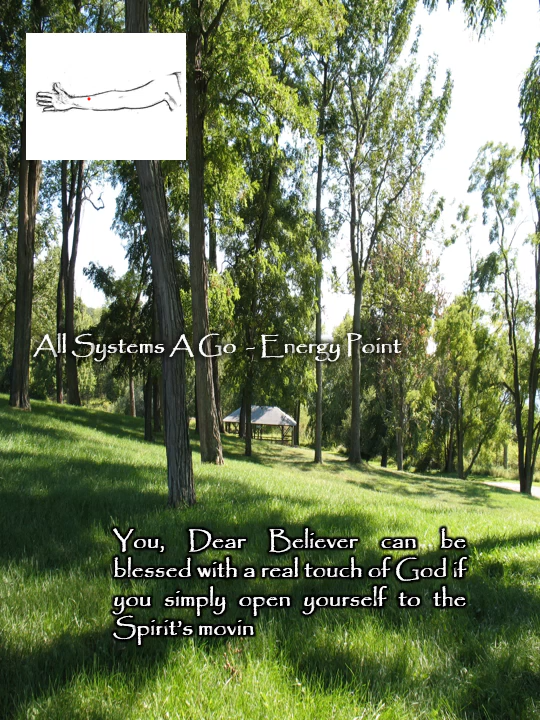 All Systems A Go - Energy Point
You, Dear Believer can be
blessed with a real touch of God if
you simply open yourself to the
Spirit's movin